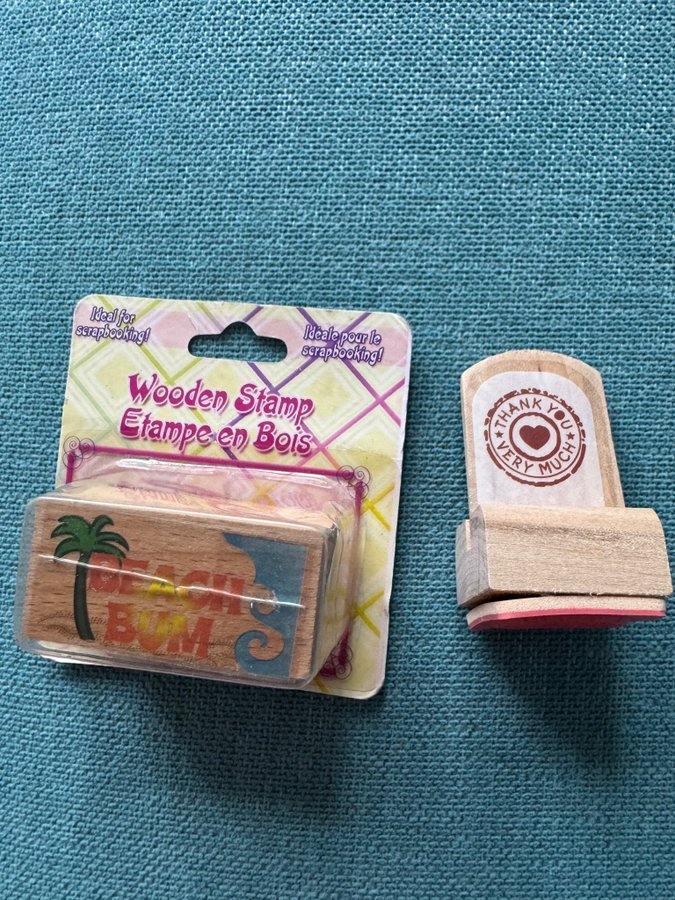 Ideal for
scrapbooking!
Idéale pour le
scrapbooking!
Wooden Stamp
Etampe en Bois
BEACH
BUM
THANK YOU
VERY MUCH